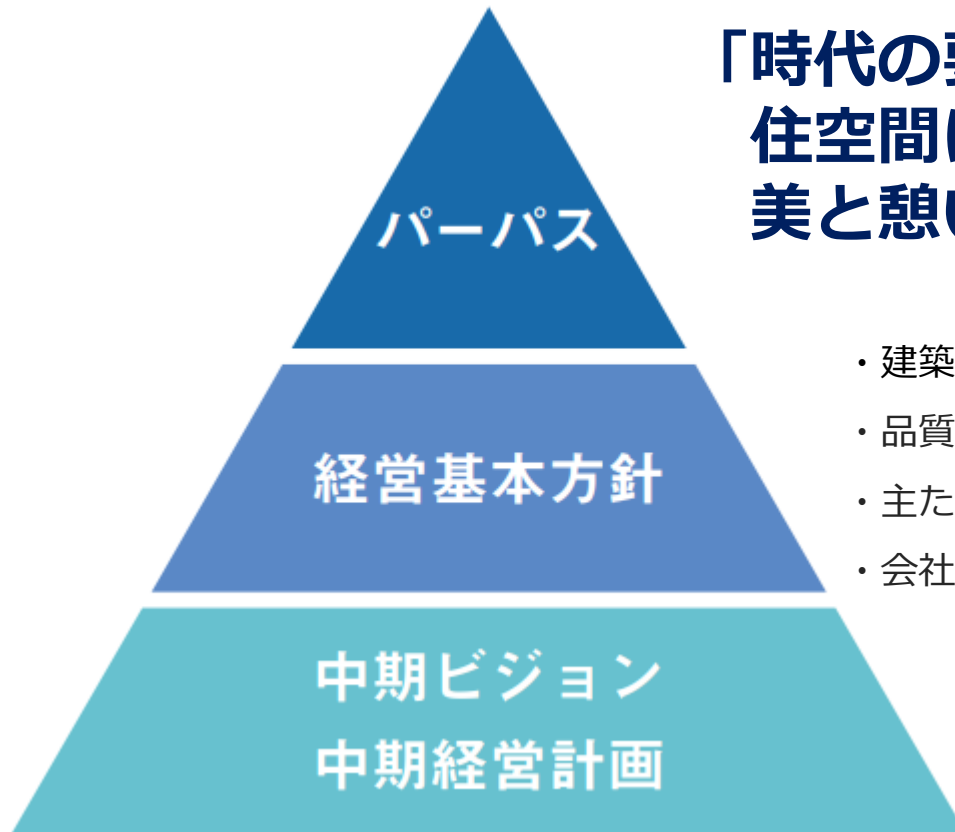 パーパス
「時代の
住空間
美と憩
経営基本方針
・建築
・品質
・主た
・会社
中期ビジョン
中期経営計画